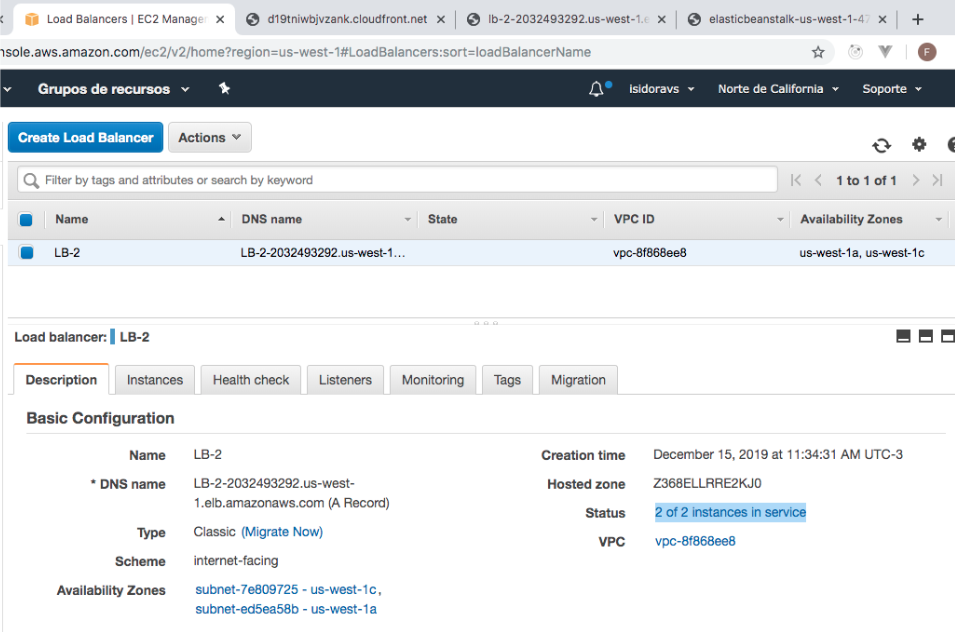 Load Balancers | EC2 Manager
d19tniwbjvzank.cloudfront.net
lb-2-2032493292.us-west-1.e
elasticbeanstalk-us-west-1-47
nsole.aws.amazon.com/ec2/v2/home?region=us-west-1#LoadBalancers:sort=loadBalancerName
F
Grupos de recursos
isidoravs
Norte de California
Soporte
Create Load Balancer
Actions
Filter by tags and attributes or search by keyword
1 to 1 of 1
Name
DNS name
State
VPC ID
Availability Zones
LB-2
LB-2-2032493292.us-west-1...
vpc-8f868ee8
us-west-1a, us-west-1c
Load balancer: LB-2
Description
Instances
Health check
Listeners
Monitoring
Tags
Migration
Basic Configuration
Name LB-2
* DNS name LB-2-2032493292.us-west-
1.elb.amazonaws.com (A Record)
Type Classic (Migrate Now)
Scheme internet-facing
Availability Zones subnet-7e809725 - us-west-1c,
subnet-ed5ea58b - us-west-1a
Creation time December 15, 2019 at 11:34:31 AM UTC-3
Hosted zone Z368ELLRRE2KJ0
Status 2 of 2 instances in service
VPC vpc-8f868ee8